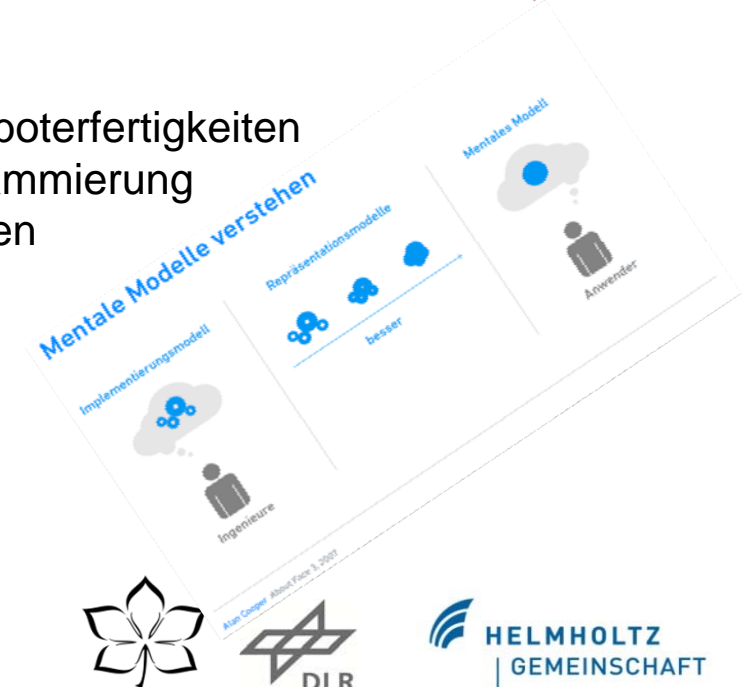 boterfertigkeiten
ammierung
en
Mentale Modelle verstehen
Implementierungsmodell
Ingenieure
Repräsentationsmodelle
besser
Mentales Modell
Anwender
Alan Cooper About Face 3, 2007
DLR
HELMHOLTZ
| GEMEINSCHAFT